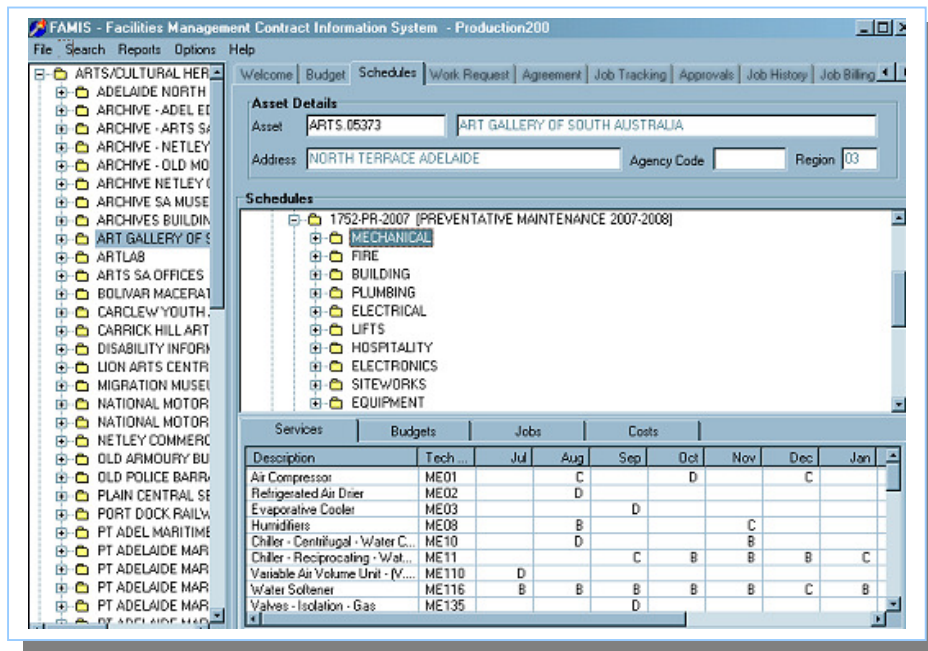 FAMIS - Facilities Management Contract Information System - Production200
File Search Reports Options Help
ARTS/CULTURAL HER
ADELAIDE NORTH
ARCHIVE - ADEL ED
ARCHIVE - ARTS SA
ARCHIVE - NETLEY
ARCHIVE - OLD MO
ARCHIVE NETLEY
ARCHIVE SA MUSE
ARCHIVES BUILDIN
ART GALLERY OF S
ARTLAB
ARTS SA OFFICES
BOLIVAR MACERAT
CARCLEW YOUTH
CARRICK HILL ART
DISABILITY INFORM
LION ARTS CENTR
MIGRATION MUSEU
NATIONAL MOTOR
NATIONAL MOTOR
NETLEY COMMERC
OLD ARMOURY BU
OLD POLICE BARRA
PLAIN CENTRAL SE
PORT DOCK RAILW
PT ADEL MARITIME
PT ADELAIDE MAR
PT ADELAIDE MAR
PT ADELAIDE MAR
PT ADELAIDE MAR
PT ADELAIDE MAR
Welcome Budget Schedules Work Request Agreement Job Tracking Approvals Job History Job Billing
Asset Details
Asset ARTS.05373 ART GALLERY OF SOUTH AUSTRALIA
Address NORTH TERRACE ADELAIDE Agency Code Region 03
Schedules
1752-PR-2007 (PREVENTATIVE MAINTENANCE 2007-2008)
MECHANICAL
FIRE
BUILDING
PLUMBING
ELECTRICAL
LIFTS
HOSPITALITY
ELECTRONICS
SITEWORKS
EQUIPMENT
Services Budgets Jobs Costs
Description Tech ... Jul Aug Sep Oct Nov Dec Jan
Air Compressor ME01 C D C
Refrigerated Air Drier ME02 D
Evaporative Cooler ME03 D
Humidifiers ME08 B C
Chiller - Centrifugal - Water C... ME10 D B
Chiller - Reciprocating - Wat... ME11 C B B B C
Variable Air Volume Unit - (V... ME110 D
Water Softener ME116 B B B B B C B
Valves - Isolation - Gas ME135 D